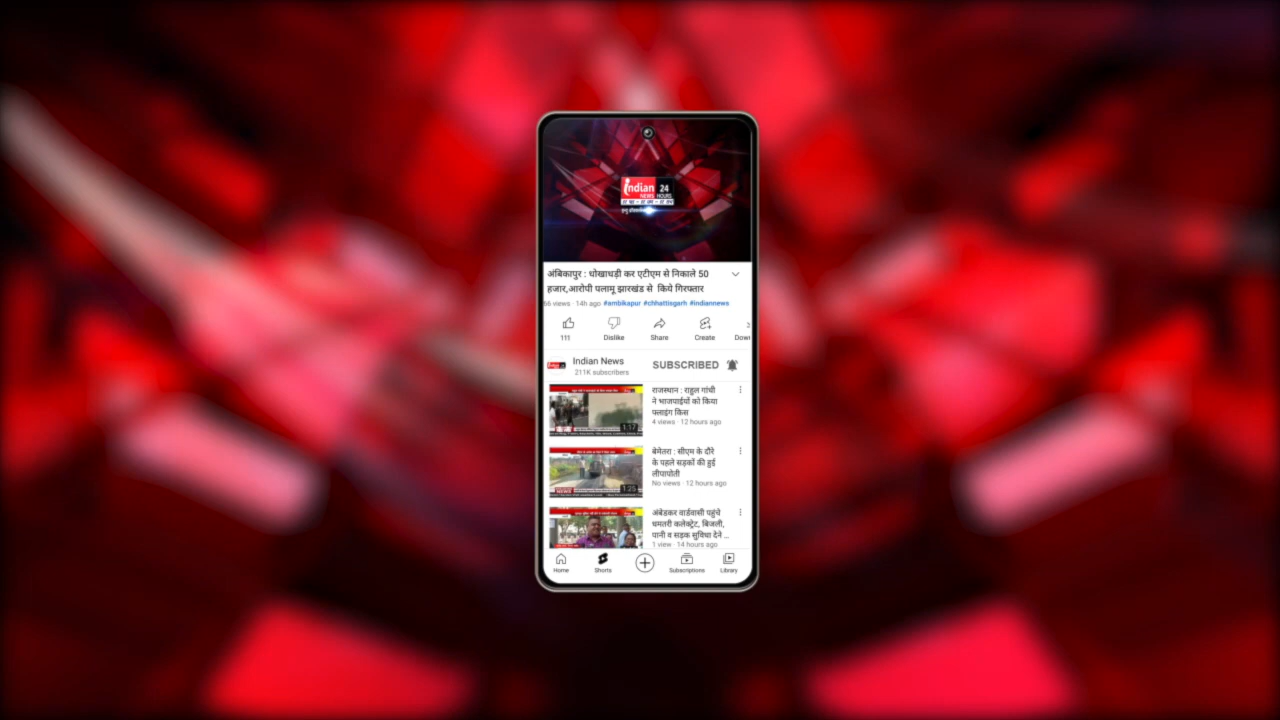 Indian
NEWS
24
HOURS
अंबिकापुर : धोखाधड़ी कर एटीएम से निकाले 50
हजार,आरोपी पलामू झारखंड से किये गिरफ्तार
66 views · 14h ago #ambikapur #chhattisgarh #indiannews
111
Dislike
Share
Create
Down
Indian News
211K subscribers
SUBSCRIBED
राजस्थान : राहुल गांधी
ने भाजपाईयों को किया
फ्लाइंग किस
4 views · 12 hours ago
1:17
बेमेतरा : सीएम के दौरे
के पहले सड़कों की हुई
लीपापोती
No views · 12 hours ago
1:25
अंबेडकर वार्डवासी पहुंचे
धमतरी कलेक्ट्रेट, बिजली,
पानी व सड़क सुविधा देने ...
1 view · 14 hours ago
Home
Shorts
Subscriptions
Library